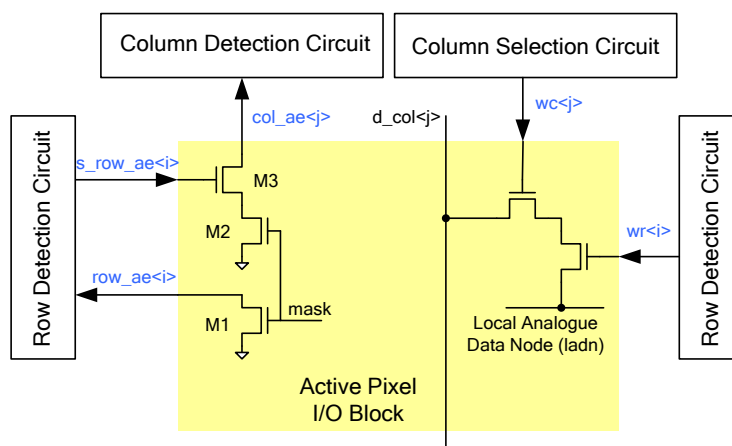 Column Detection Circuit
Column Selection Circuit
col_ae<j>
d_col<j>
wc<j>
Row Detection Circuit
s_row_ae<i>
M3
M2
wr<i>
row_ae<i>
M1
mask
Local Analogue
Data Node (ladn)
Active Pixel
I/O Block
Row Detection Circuit